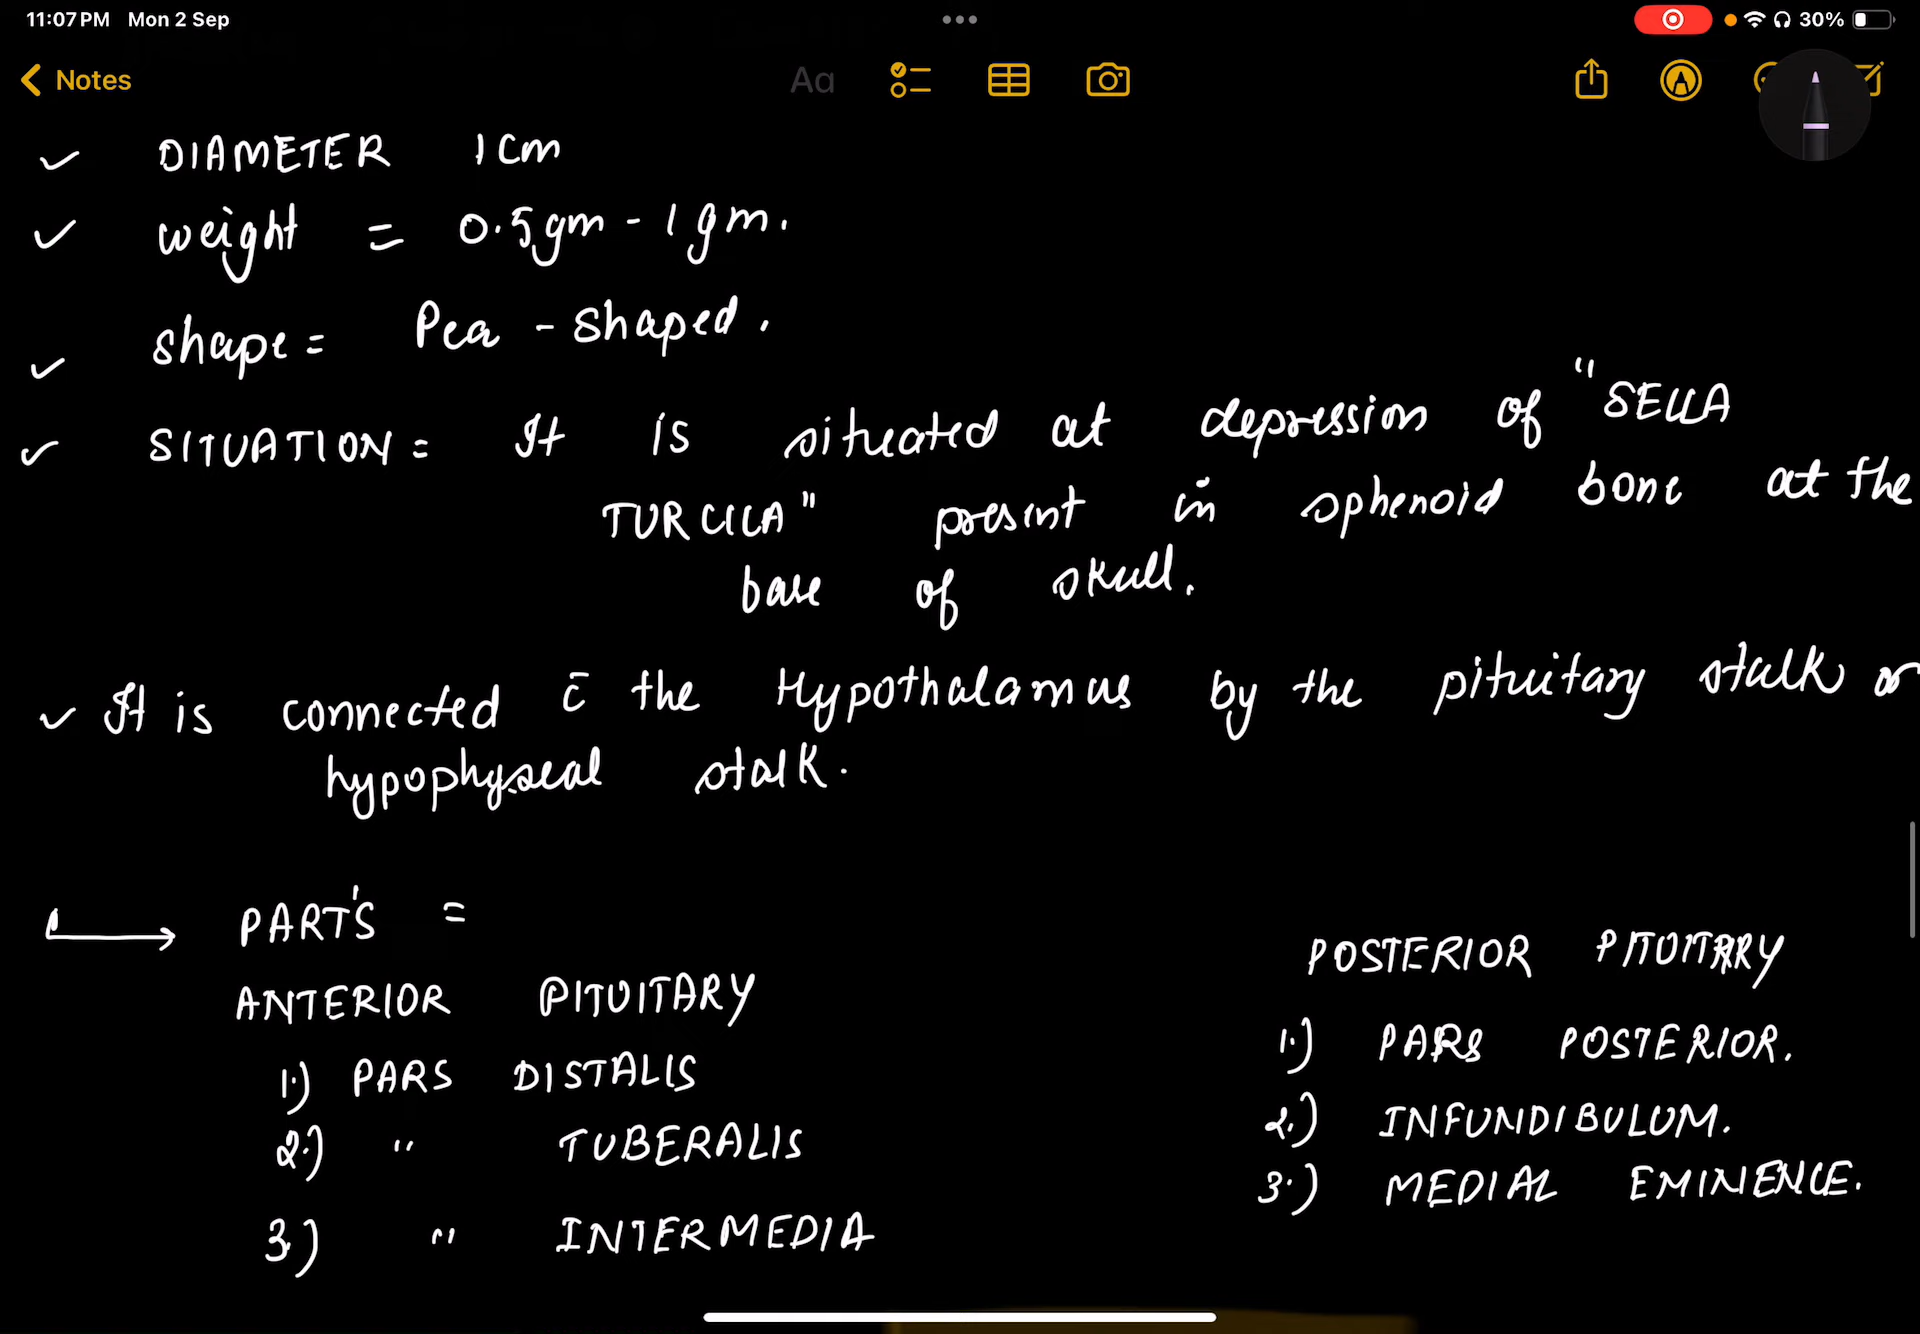 11:07 PM Mon 2 Sep
30%
Notes
Aa
DIAMETER 1 cm
weight = 0.5gm - 1gm.
shape = Pea - shaped.
SITUATION = It is situated at depression of "SELLA
TURCICA" present in sphenoid bone at the
base of skull.
It is connected c̄ the Hypothalamus by the pituitary stalk or
hypophyseal stalk.
PART'S =
ANTERIOR PITUITARY
1.) PARS DISTALIS
2.) " TUBERALIS
3) " INTERMEDIA
POSTERIOR PITUITARY
1.) PARS POSTERIOR.
2.) INFUNDIBULUM.
3.) MEDIAL EMINENCE.